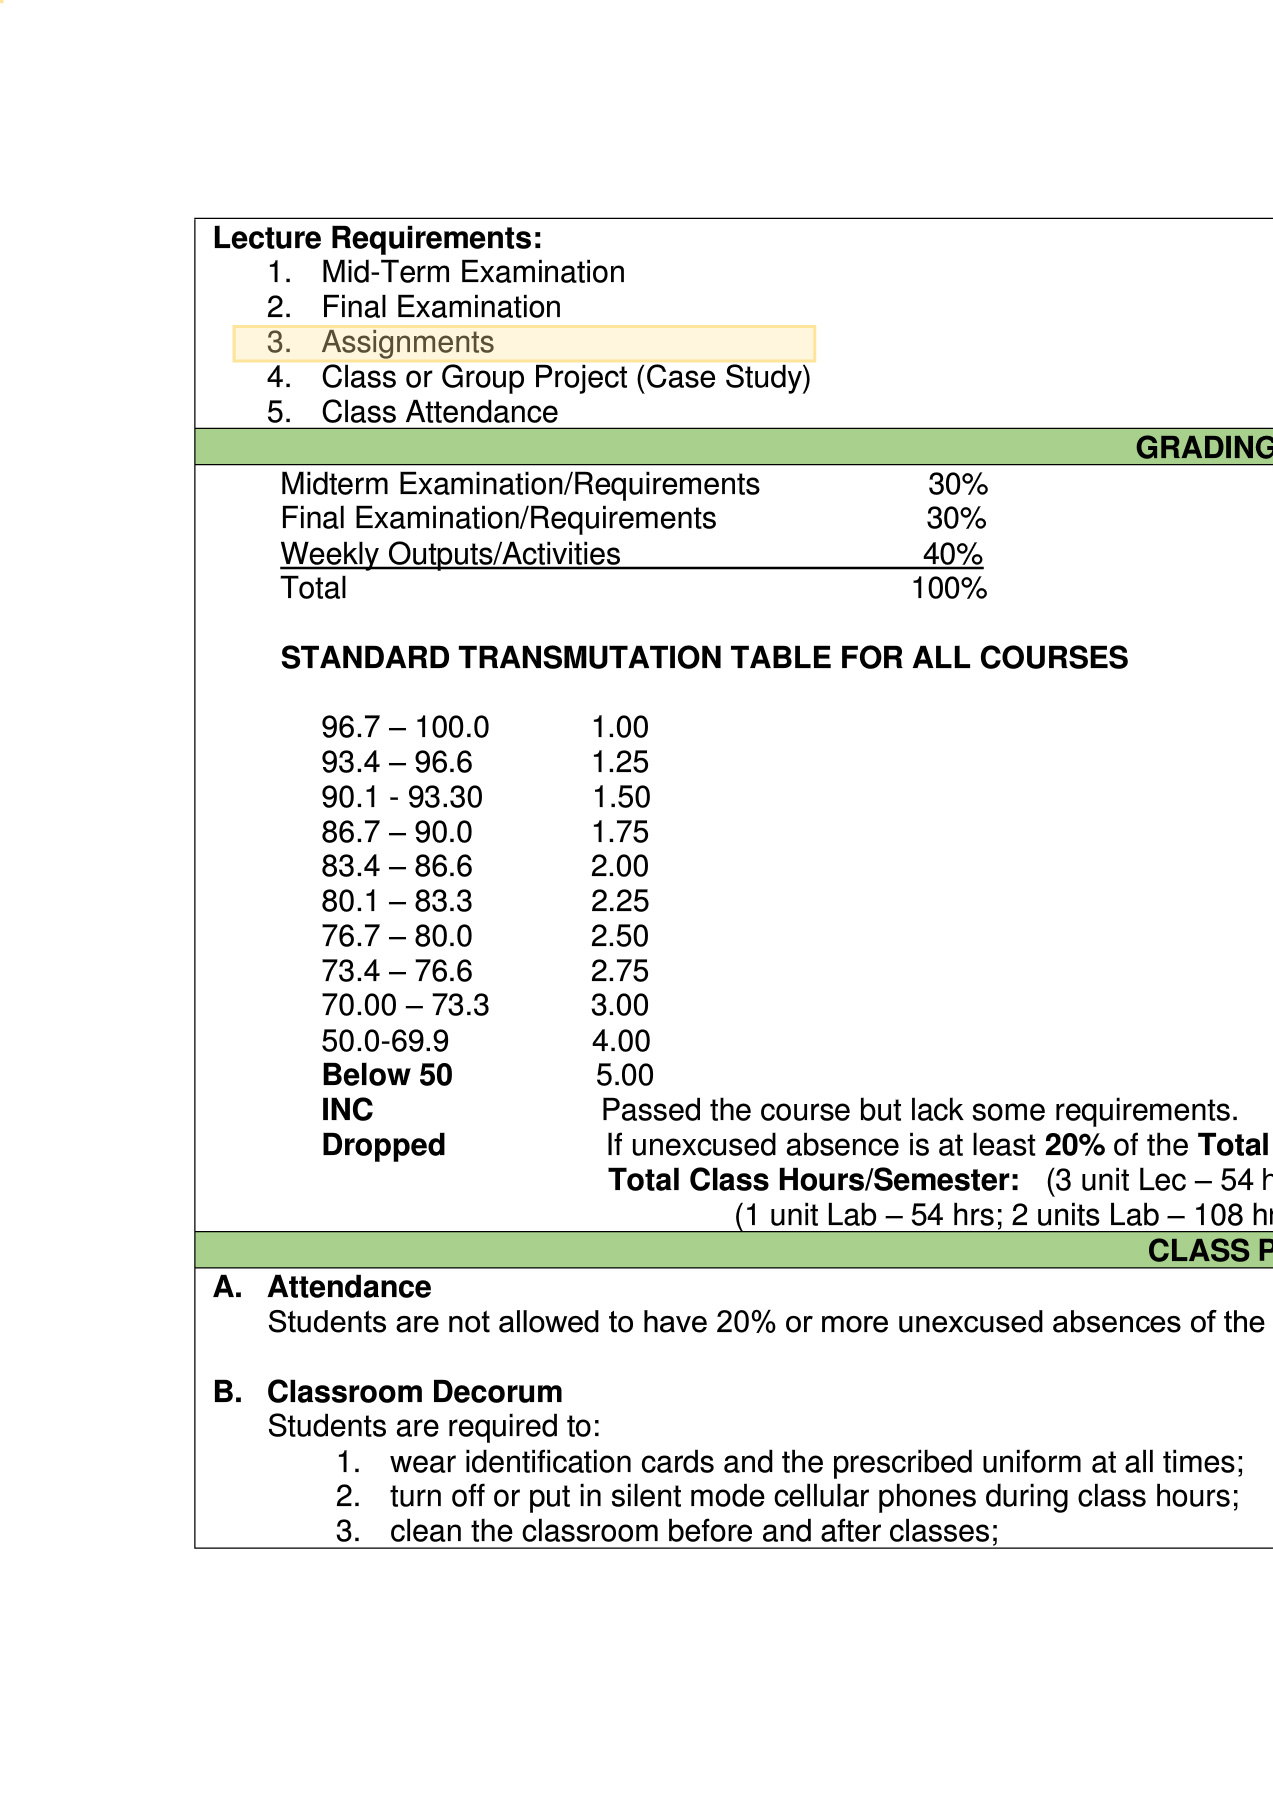 Lecture Requirements:
1. Mid-Term Examination
2. Final Examination
3. Assignments
4. Class or Group Project (Case Study)
5. Class Attendance
GRADING
Midterm Examination/Requirements 30%
Final Examination/Requirements 30%
Weekly Outputs/Activities 40%
Total 100%
STANDARD TRANSMUTATION TABLE FOR ALL COURSES
96.7 – 100.0 1.00
93.4 – 96.6 1.25
90.1 - 93.30 1.50
86.7 – 90.0 1.75
83.4 – 86.6 2.00
80.1 – 83.3 2.25
76.7 – 80.0 2.50
73.4 – 76.6 2.75
70.00 – 73.3 3.00
50.0-69.9 4.00
Below 50 5.00
INC Passed the course but lack some requirements.
Dropped If unexcused absence is at least 20% of the Total
Total Class Hours/Semester: (3 unit Lec – 54
(1 unit Lab – 54 hrs; 2 units Lab – 108
CLASS
A. Attendance
Students are not allowed to have 20% or more unexcused absences of the
B. Classroom Decorum
Students are required to:
1. wear identification cards and the prescribed uniform at all times;
2. turn off or put in silent mode cellular phones during class hours;
3. clean the classroom before and after classes;